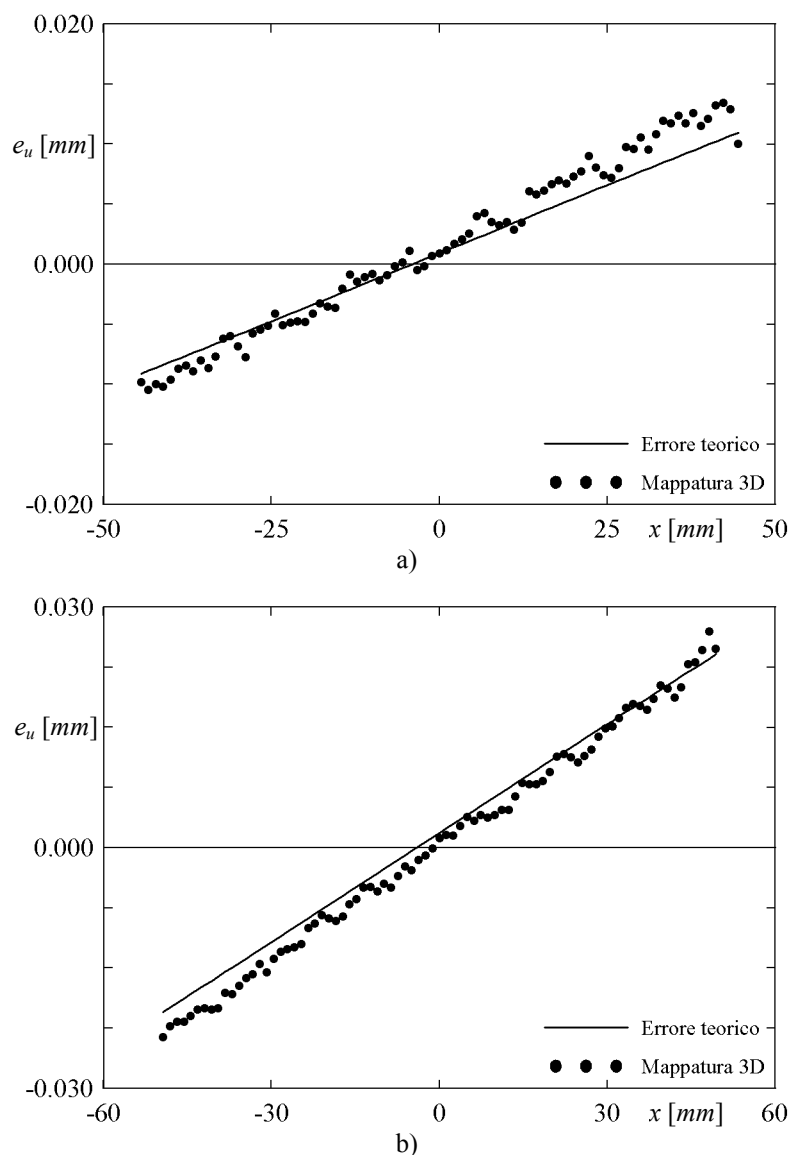 0.020
e_u [mm]
0.000
Errore teorico
Mappatura 3D
-0.020
-50 -25 0 25 x [mm] 50
a)
0.030
e_u [mm]
0.000
Errore teorico
Mappatura 3D
-0.030
-60 -30 0 30 x [mm] 60
b)